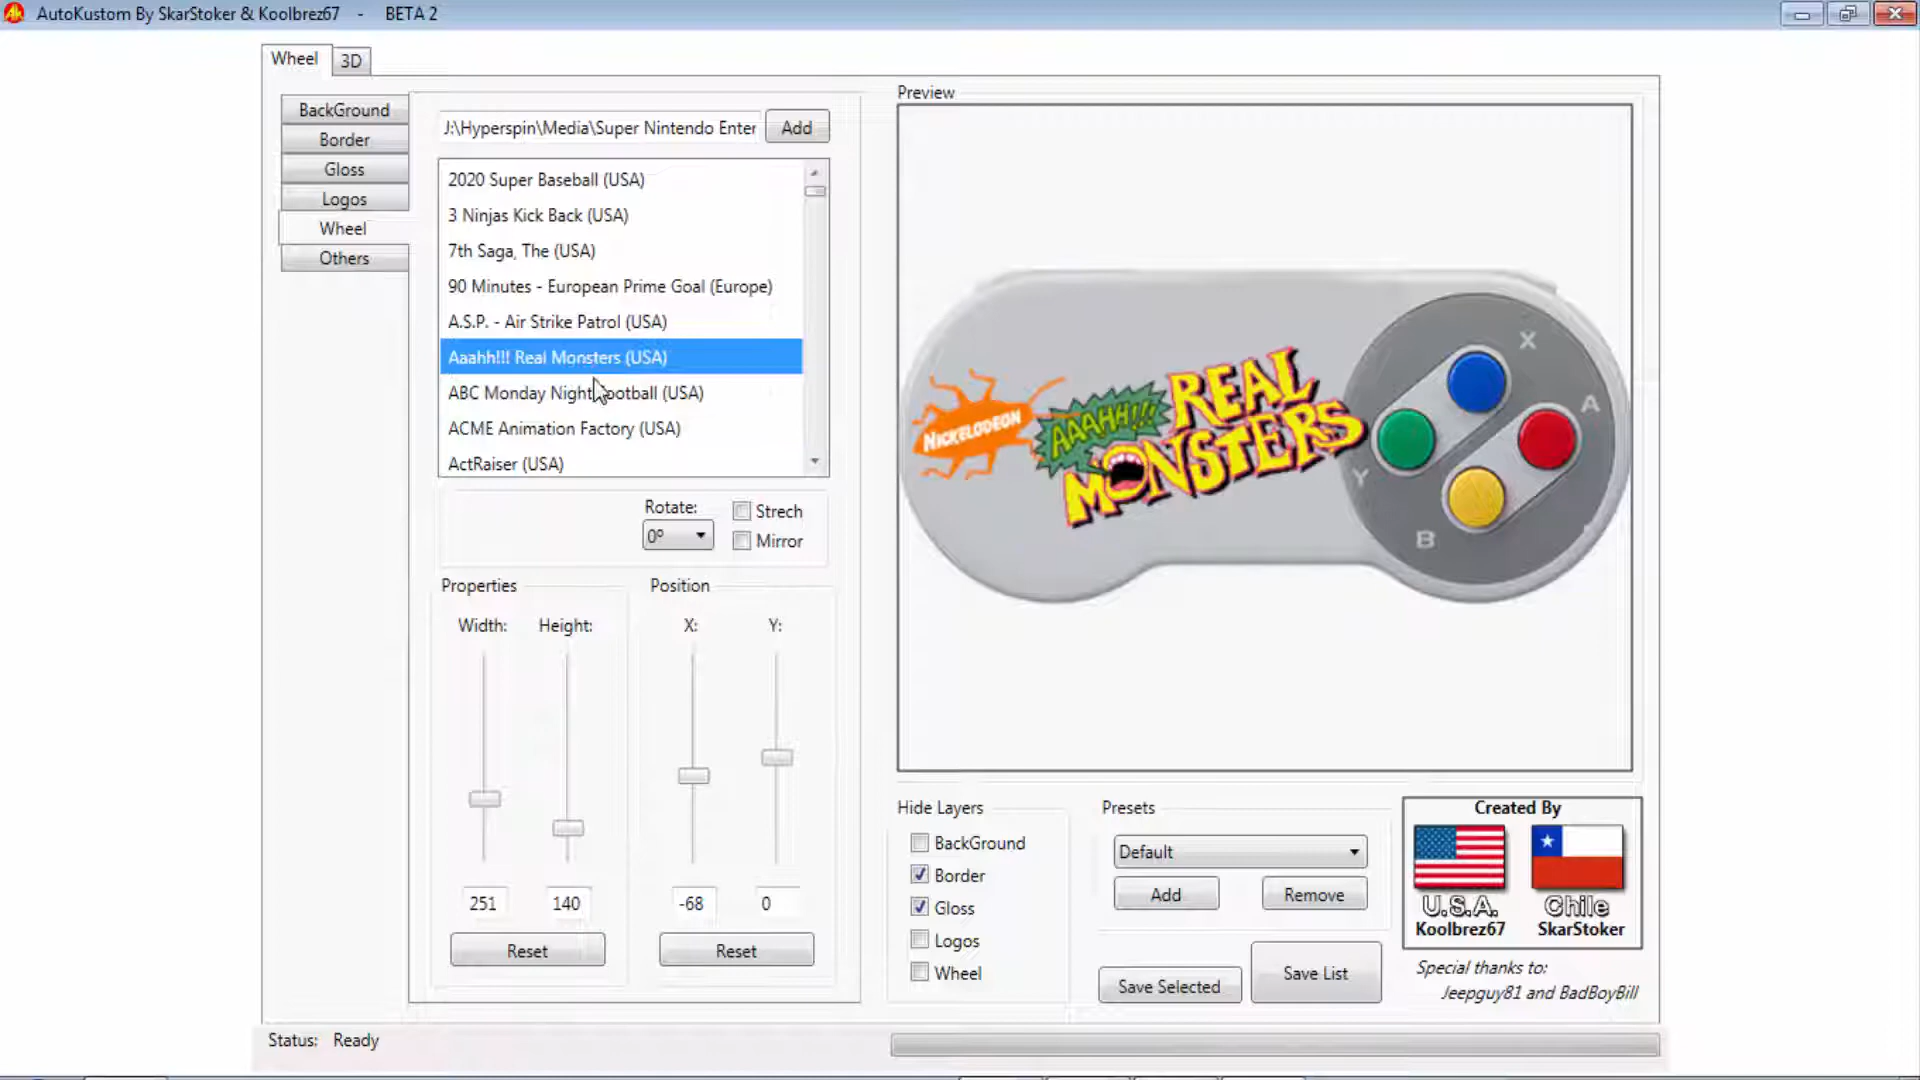 AutoKustom By SkarStoker & Koolbrez67 - BETA 2
Wheel
3D
BackGround
Border
Gloss
Logos
Wheel
Others
J:\Hyperspin\Media\Super Nintendo Enter
Add
2020 Super Baseball (USA)
3 Ninjas Kick Back (USA)
7th Saga, The (USA)
90 Minutes - European Prime Goal (Europe)
A.S.P. - Air Strike Patrol (USA)
Aaahh!!! Real Monsters (USA)
ABC Monday Night Football (USA)
ACME Animation Factory (USA)
ActRaiser (USA)
Rotate:
0º
Strech
Mirror
Properties
Position
Width:
Height:
X:
Y:
251
140
-68
0
Reset
Reset
Preview
NICKELODEON
AAAHH!!!
REAL
MONSTERS
X
A
Y
B
Hide Layers
BackGround
Border
Gloss
Logos
Wheel
Presets
Default
Add
Remove
Save Selected
Save List
Created By
U.S.A.
Koolbrez67
Chile
SkarStoker
Special thanks to:
Jeepguy81 and BadBoyBill
Status: Ready